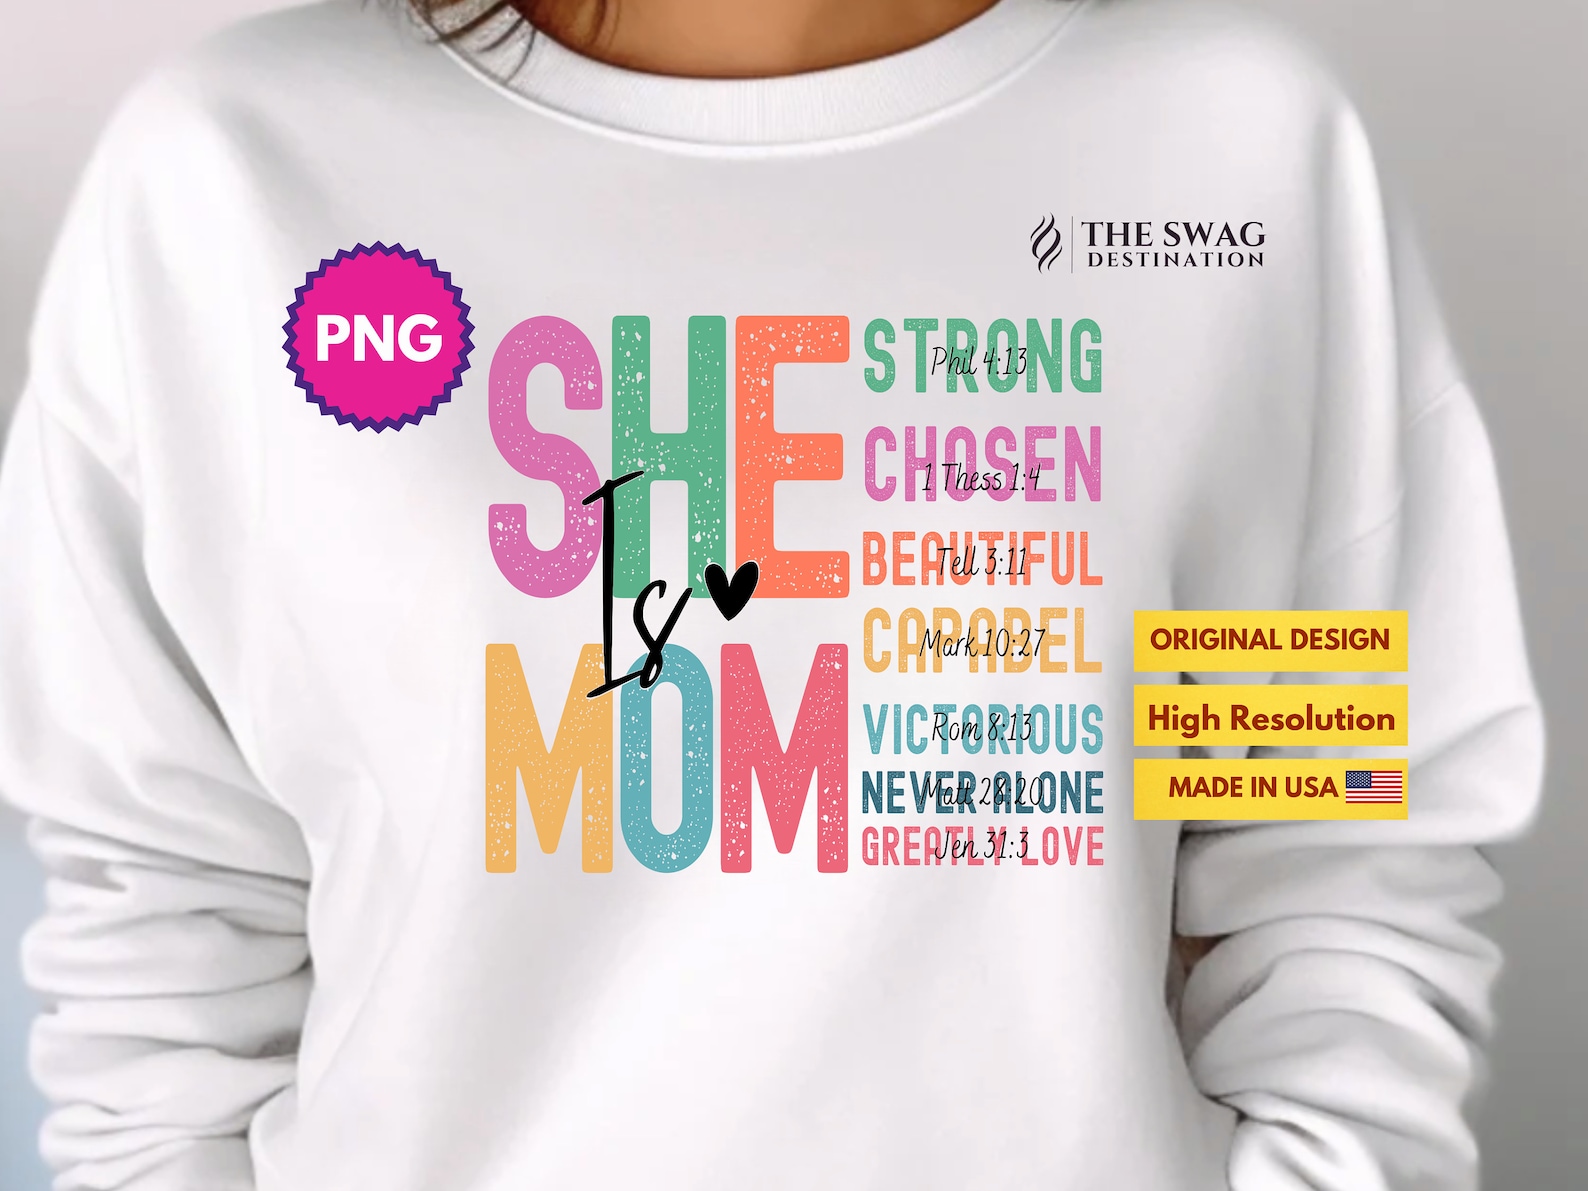 THE SWAG
DESTINATION
PNG
SHE
Is
MOM
STRONG
Phil 4:13
CHOSEN
1 Thess 1:4
BEAUTIFUL
Tell 3:11
CAPABEL
Mark 10:27
VICTORIOUS
Rom 8:13
NEVER ALONE
Matt 28:20
GREATLY LOVE
Jen 31:3
ORIGINAL DESIGN
High Resolution
MADE IN USA